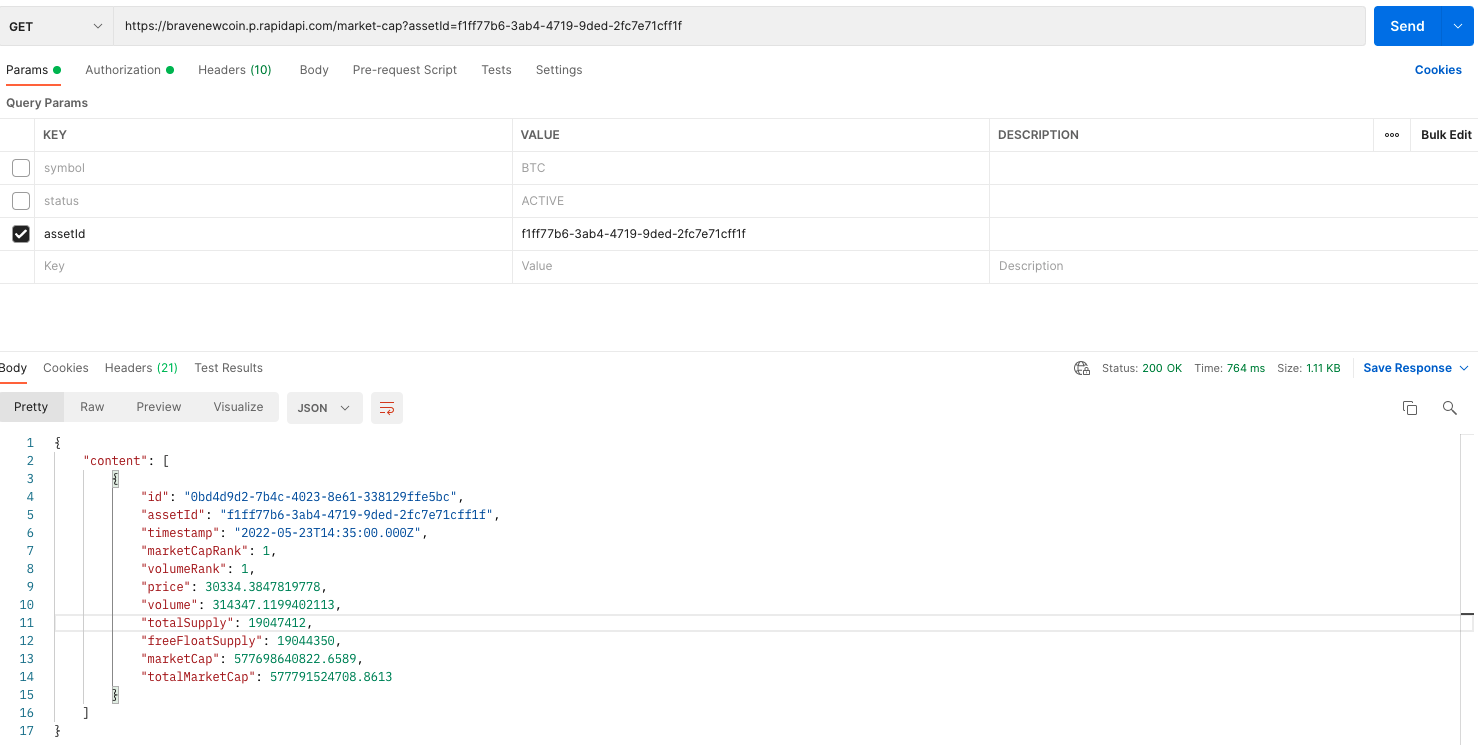 GET https://bravenewcoin.p.rapidapi.com/market-cap?assetId=f1ff77b6-3ab4-4719-9ded-2fc7e71cff1f Send
Params Authorization Headers (10) Body Pre-request Script Tests Settings Cookies
Query Params
KEY VALUE DESCRIPTION ooo Bulk Edit
symbol BTC
status ACTIVE
assetId f1ff77b6-3ab4-4719-9ded-2fc7e71cff1f
Key Value Description
Body Cookies Headers (21) Test Results Status: 200 OK Time: 764 ms Size: 1.11 KB Save Response
Pretty Raw Preview Visualize JSON
1 {
2 "content": [
3 {
4 "id": "0bd4d9d2-7b4c-4023-8e61-338129ffe5bc",
5 "assetId": "f1ff77b6-3ab4-4719-9ded-2fc7e71cff1f",
6 "timestamp": "2022-05-23T14:35:00.000Z",
7 "marketCapRank": 1,
8 "volumeRank": 1,
9 "price": 30334.3847819778,
10 "volume": 314347.1199402113,
11 "totalSupply": 19047412,
12 "freeFloatSupply": 19044350,
13 "marketCap": 577698640822.6589,
14 "totalMarketCap": 577791524708.8613
15 }
16 ]
17 }